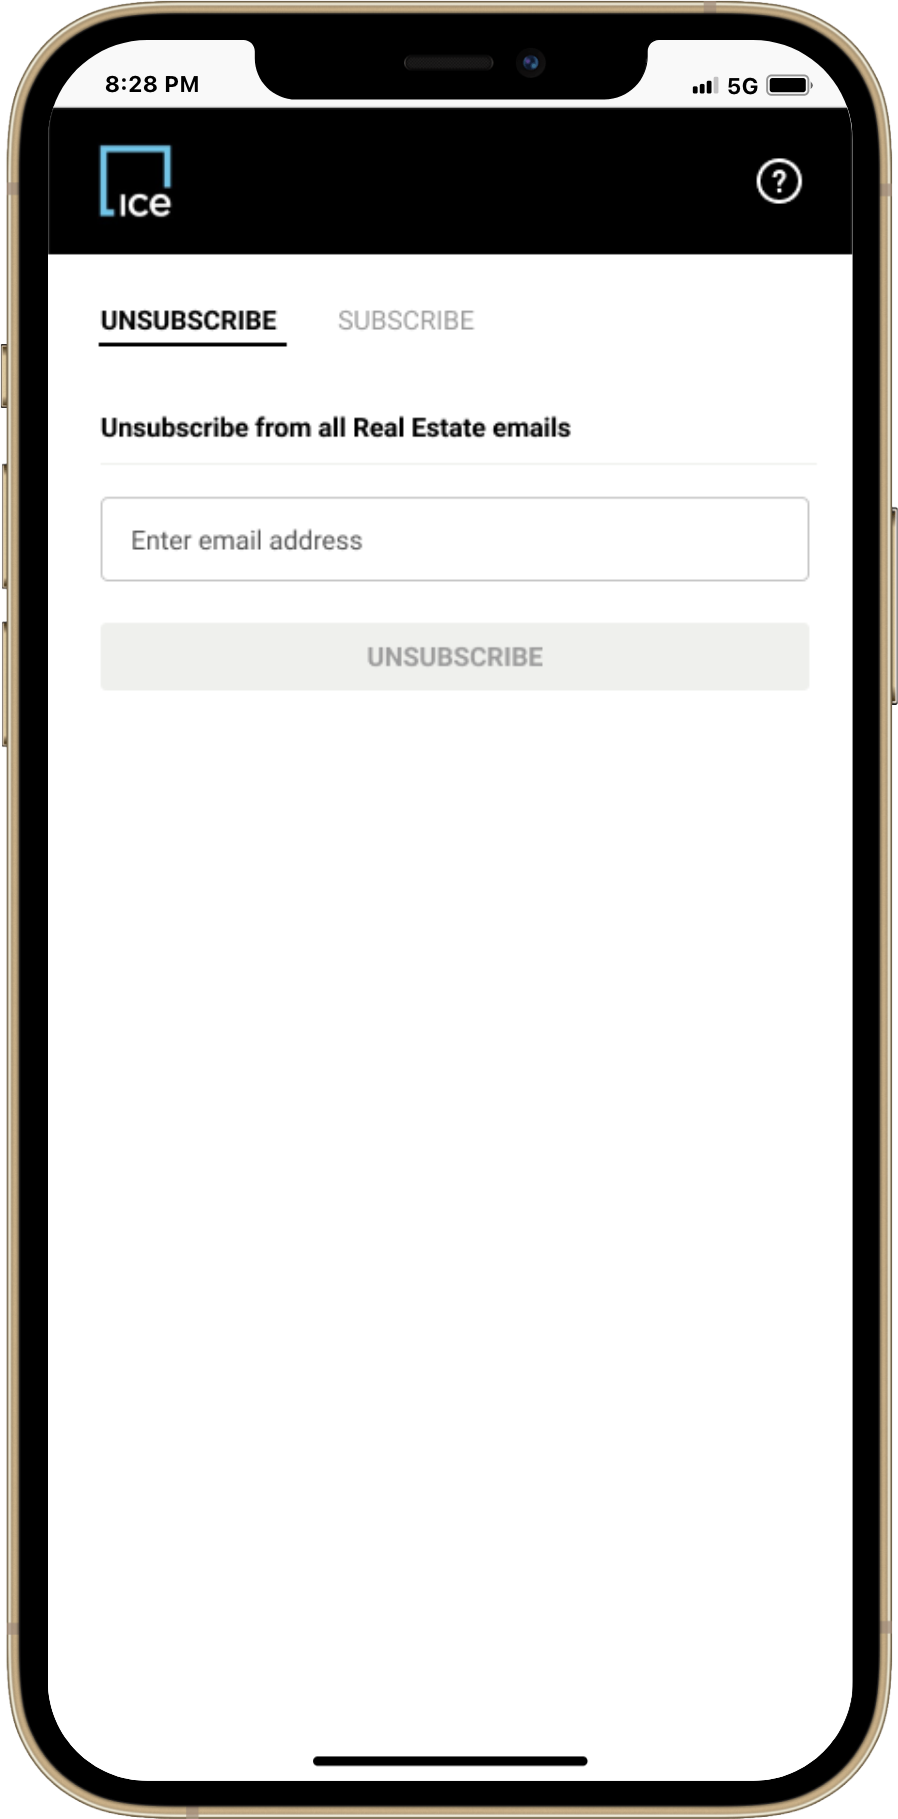 8:28 PM 5G
ice
?
UNSUBSCRIBE SUBSCRIBE
Unsubscribe from all Real Estate emails
Enter email address
UNSUBSCRIBE